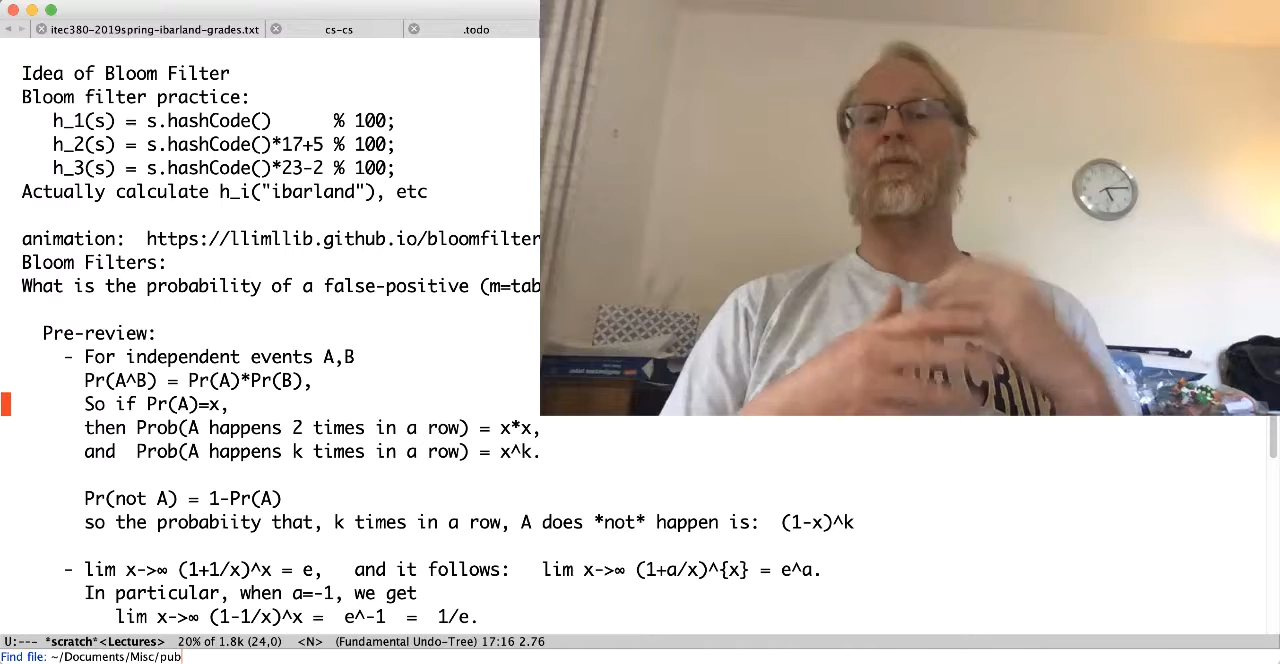 itec380-2019spring-ibarland-grades.txt cs-cs .todo
Idea of Bloom Filter
Bloom filter practice:
h_1(s) = s.hashCode() % 100;
h_2(s) = s.hashCode()*17+5 % 100;
h_3(s) = s.hashCode()*23-2 % 100;
Actually calculate h_i("ibarland"), etc
animation: https://llimllib.github.io/bloomfilter
Bloom Filters:
What is the probability of a false-positive (m=tab
Pre-review:
- For independent events A,B
Pr(A^B) = Pr(A)*Pr(B),
So if Pr(A)=x,
then Prob(A happens 2 times in a row) = x*x,
and Prob(A happens k times in a row) = x^k.
Pr(not A) = 1-Pr(A)
so the probabiity that, k times in a row, A does *not* happen is: (1-x)^k
- lim x->∞ (1+1/x)^x = e, and it follows: lim x->∞ (1+a/x)^{x} = e^a.
In particular, when a=-1, we get
lim x->∞ (1-1/x)^x = e^-1 = 1/e.
U:--- *scratch*<Lectures> 20% of 1.8k (24,0) <N> (Fundamental Undo-Tree) 17:16 2.76
Find file: ~/Documents/Misc/pub